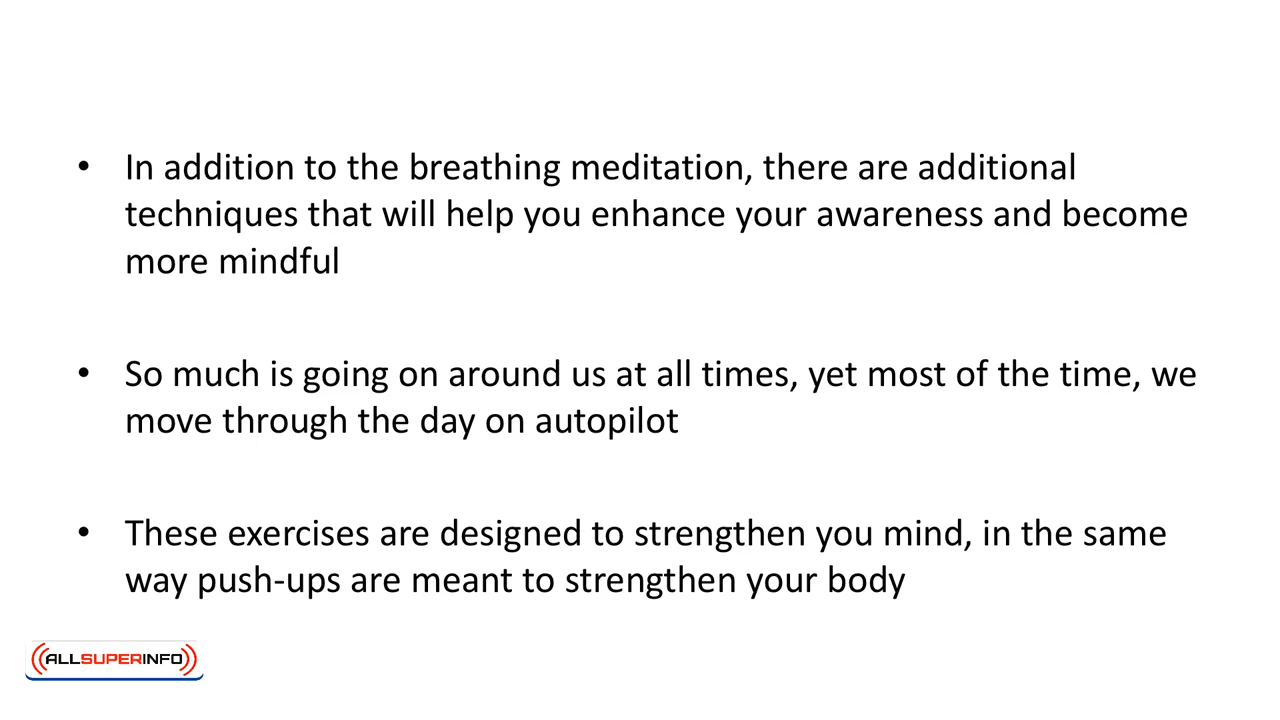 • In addition to the breathing meditation, there are additional
techniques that will help you enhance your awareness and become
more mindful
• So much is going on around us at all times, yet most of the time, we
move through the day on autopilot
• These exercises are designed to strengthen you mind, in the same
way push-ups are meant to strengthen your body
ALLSUPERINFO